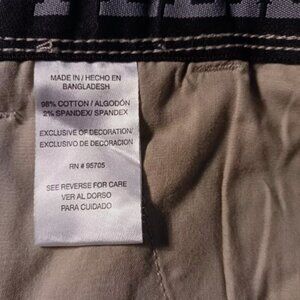 MADE IN / HECHO EN
BANGLADESH
98% COTTON / ALGODÓN
2% SPANDEX/ SPANDEX
EXCLUSIVE OF DECORATION/
EXCLUSIVO DE DECORACION
RN # 95705
SEE REVERSE FOR CARE
VER AL DORSO
PARA CUIDADO